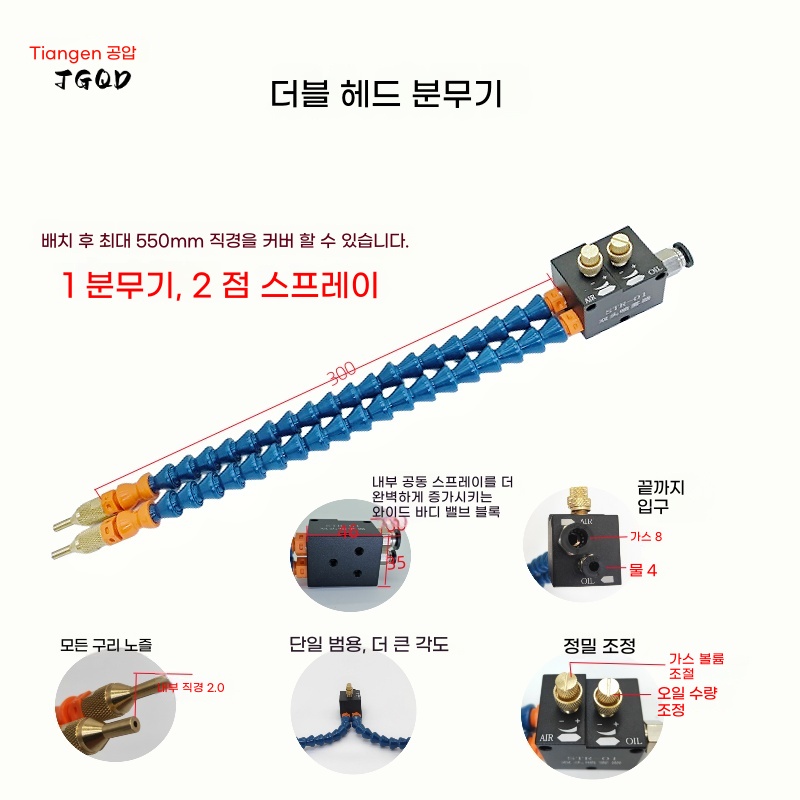 Tiangen 공압
JGQD
더블 헤드 분무기
배치 후 최대 550mm 직경을 커버 할 수 있습니다.
1 분무기, 2 점 스프레이
AIR
OIL
300
내부 공동 스프레이를 더
완벽하게 증가시키는
와이드 바디 밸브 블록
35
끝까지
입구
AIR
가스 8
물 4
OIL
모든 구리 노즐
직경 2.0
단일 범용, 더 큰 각도
정밀 조정
가스 볼륨
조절
오일 수량
조정
AIR
OIL